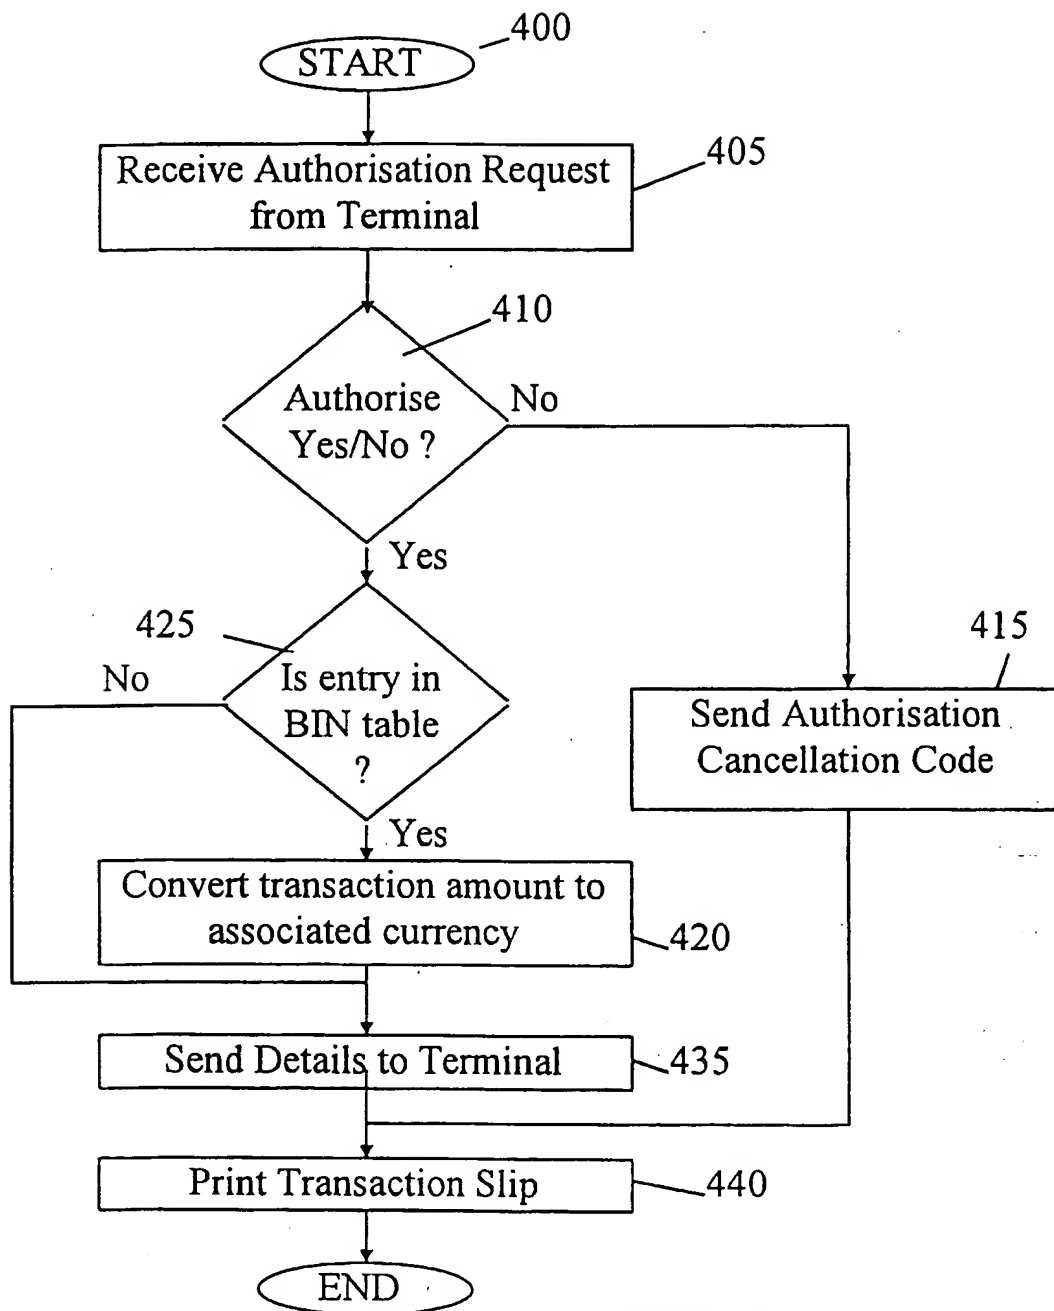 400
START
405
Receive Authorisation Request
from Terminal
410
Authorise
Yes/No ?
No
Yes
425
415
No
Is entry in
BIN table
?
Send Authorisation
Cancellation Code
Yes
Convert transaction amount to
associated currency
420
Send Details to Terminal
435
Print Transaction Slip
440
END